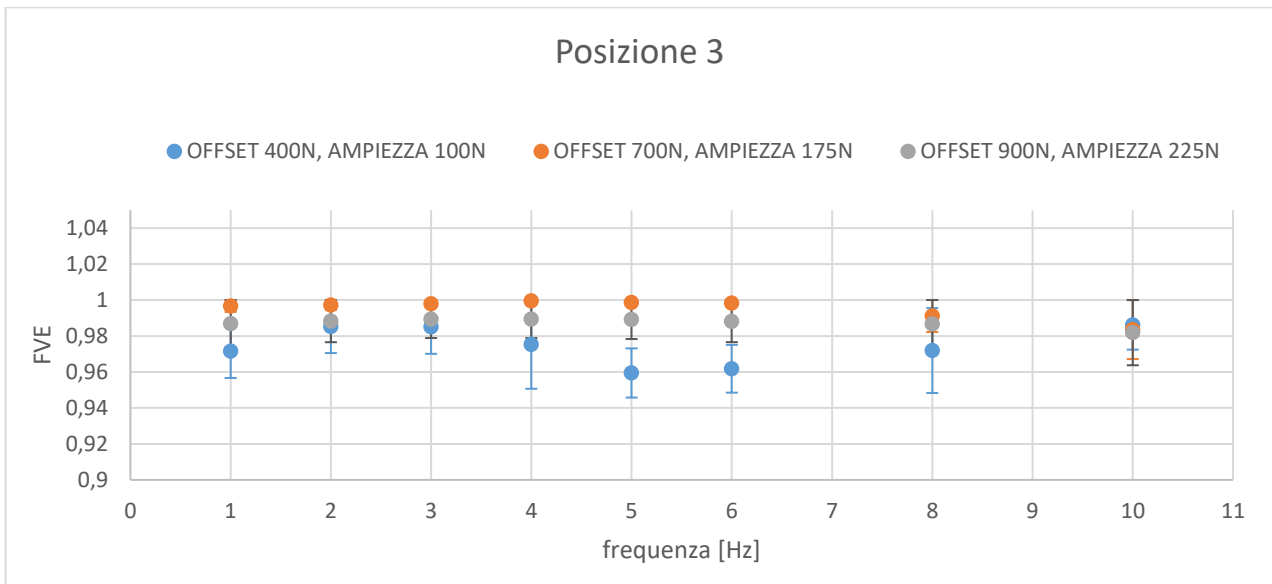 Posizione 3
OFFSET 400N, AMPIEZZA 100N OFFSET 700N, AMPIEZZA 175N OFFSET 900N, AMPIEZZA 225N
1,04
1,02
1
0,98
0,96
0,94
0,92
0,9
FVE
0 1 2 3 4 5 6 7 8 9 10 11
frequenza [Hz]